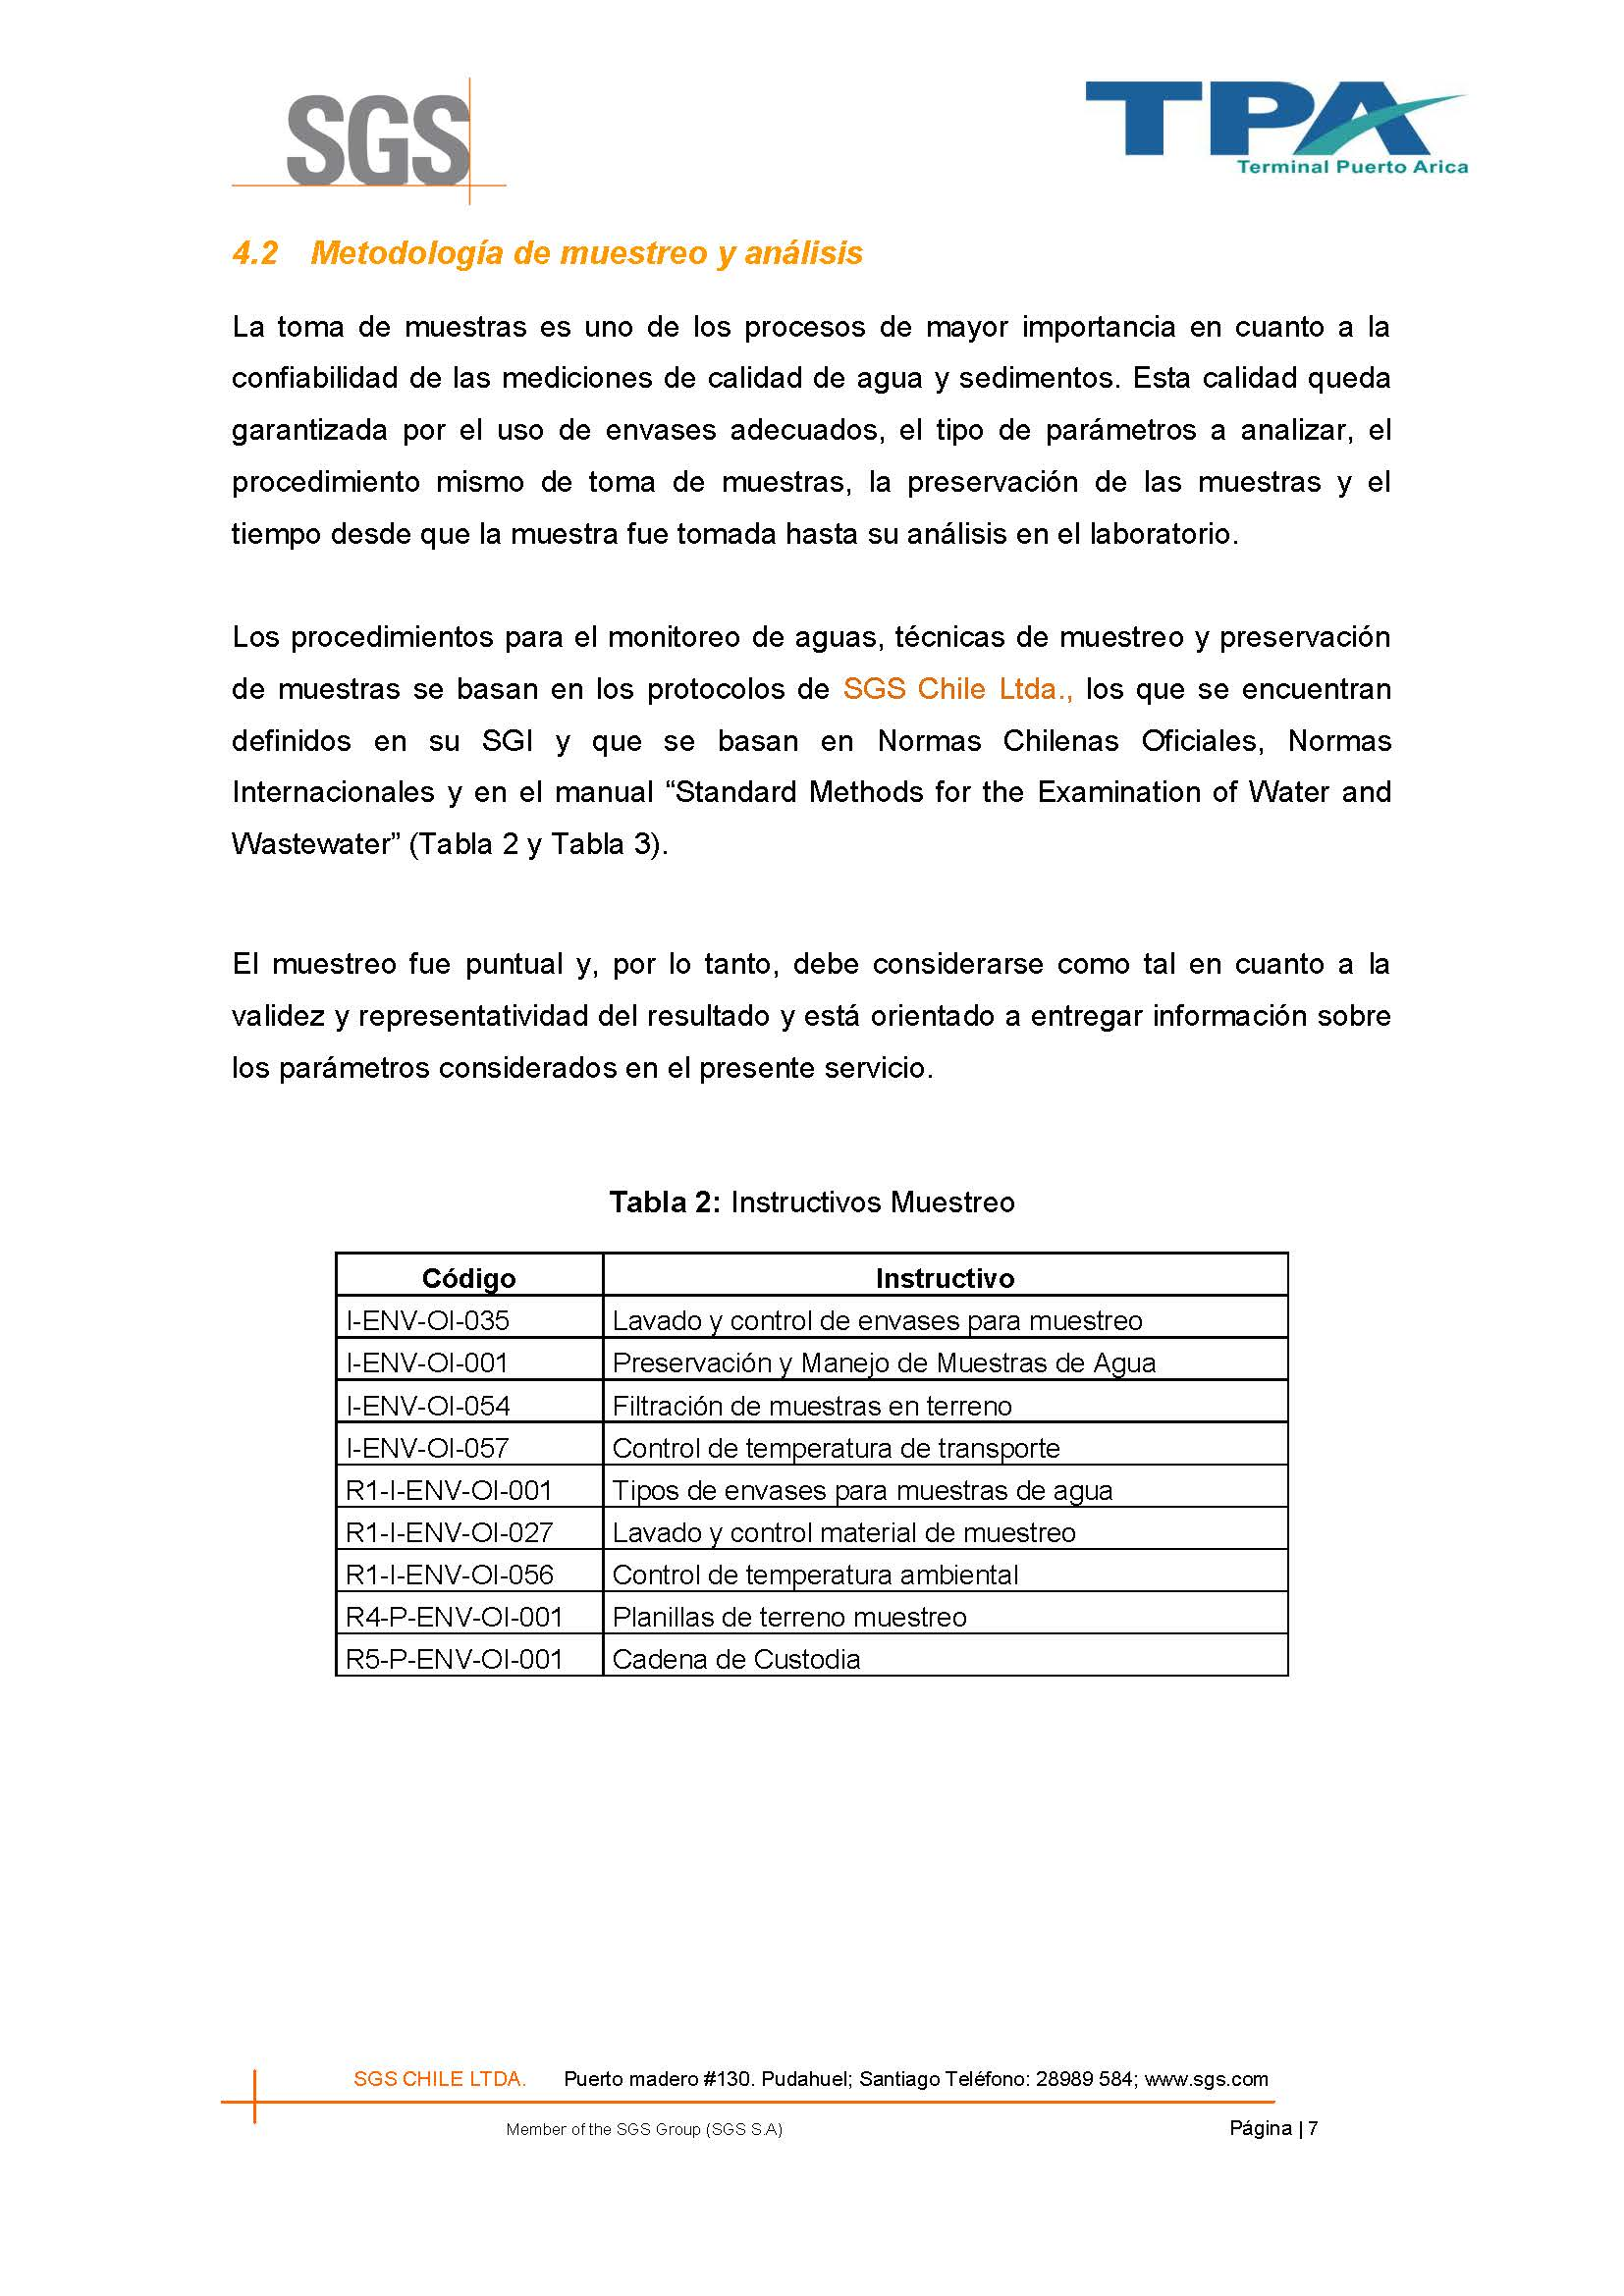 SGS
TPA
Terminal Puerto Arica
4.2 Metodología de muestreo y análisis
La toma de muestras es uno de los procesos de mayor importancia en cuanto a la
confiabilidad de las mediciones de calidad de agua y sedimentos. Esta calidad queda
garantizada por el uso de envases adecuados, el tipo de parámetros a analizar, el
procedimiento mismo de toma de muestras, la preservación de las muestras y el
tiempo desde que la muestra fue tomada hasta su análisis en el laboratorio.
Los procedimientos para el monitoreo de aguas, técnicas de muestreo y preservación
de muestras se basan en los protocolos de SGS Chile Ltda., los que se encuentran
definidos en su SGI y que se basan en Normas Chilenas Oficiales, Normas
Internacionales y en el manual “Standard Methods for the Examination of Water and
Wastewater” (Tabla 2 y Tabla 3).
El muestreo fue puntual y, por lo tanto, debe considerarse como tal en cuanto a la
validez y representatividad del resultado y está orientado a entregar información sobre
los parámetros considerados en el presente servicio.
Tabla 2: Instructivos Muestreo
Código Instructivo
I-ENV-OI-035 Lavado y control de envases para muestreo
I-ENV-OI-001 Preservación y Manejo de Muestras de Agua
I-ENV-OI-054 Filtración de muestras en terreno
I-ENV-OI-057 Control de temperatura de transporte
R1-I-ENV-OI-001 Tipos de envases para muestras de agua
R1-I-ENV-OI-027 Lavado y control material de muestreo
R1-I-ENV-OI-056 Control de temperatura ambiental
R4-P-ENV-OI-001 Planillas de terreno muestreo
R5-P-ENV-OI-001 Cadena de Custodia
SGS CHILE LTDA. Puerto madero #130. Pudahuel; Santiago Teléfono: 28989 584; www.sgs.com
Member of the SGS Group (SGS S.A) Página | 7